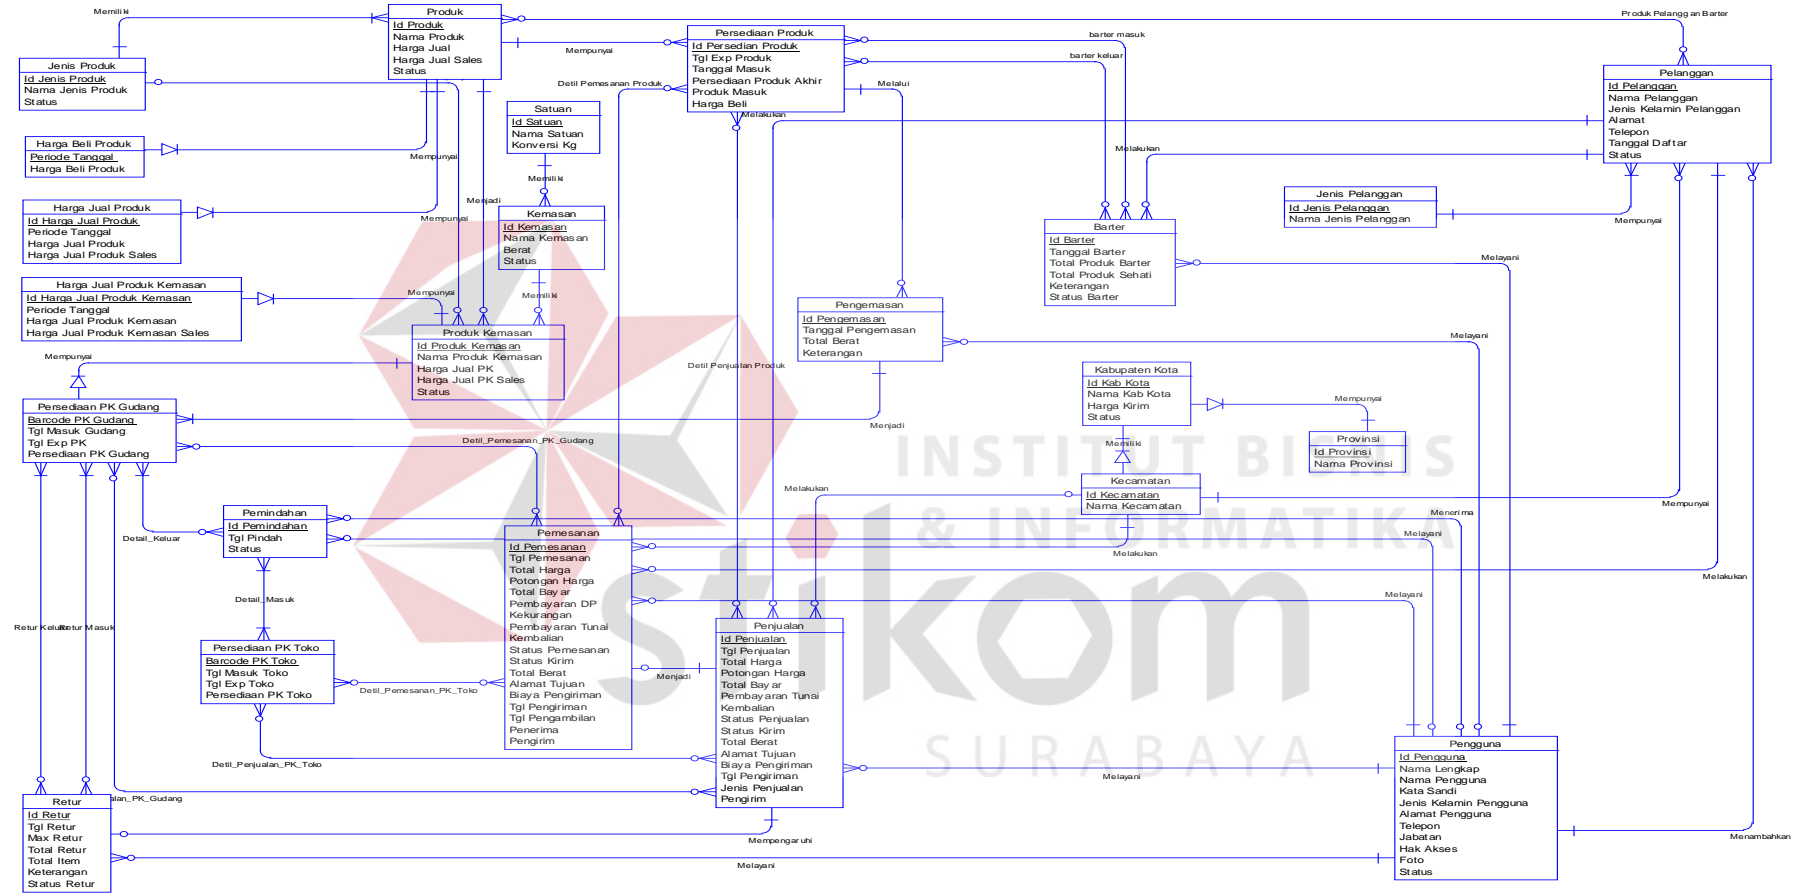 Memiliki
Produk
Id Produk
Nama Produk
Harga Jual
Harga Jual Sales
Status
Produk Pelanggan Barter
Mempunyai
Persediaan Produk
Id Persedian Produk
Tgl Exp Produk
Tanggal Masuk
Persediaan Produk Akhir
Produk Masuk
Harga Beli
barter masuk
barter keluar
Detil Pemesanan Produk
Melalui
Melakukan
Jenis Produk
Id Jenis Produk
Nama Jenis Produk
Status
Pelanggan
Id Pelanggan
Nama Pelanggan
Jenis Kelamin Pelanggan
Alamat
Telepon
Tanggal Daftar
Status
Satuan
Id Satuan
Nama Satuan
Konversi Kg
Harga Beli Produk
Periode Tanggal
Harga Beli Produk
Mempunyai
Memiliki
Melakukan
Harga Jual Produk
Id Harga Jual Produk
Periode Tanggal
Harga Jual Produk
Harga Jual Produk Sales
Menjadi
Mempunyai
Kemasan
Id Kemasan
Nama Kemasan
Berat
Status
Jenis Pelanggan
Id Jenis Pelanggan
Nama Jenis Pelanggan
Mempunyai
Barter
Id Barter
Tanggal Barter
Total Produk Barter
Total Produk Sehati
Keterangan
Status Barter
Melayani
Harga Jual Produk Kemasan
Id Harga Jual Produk Kemasan
Periode Tanggal
Harga Jual Produk Kemasan
Harga Jual Produk Kemasan Sales
Mempunyai
Memiliki
Pengemasan
Id Pengemasan
Tanggal Pengemasan
Total Berat
Keterangan
Melayani
Produk Kemasan
Id Produk Kemasan
Nama Produk Kemasan
Harga Jual PK
Harga Jual PK Sales
Status
Mempunyai
Detil Penjualan Produk
Kabupaten Kota
Id Kab Kota
Nama Kab Kota
Harga Kirim
Status
Mempunyai
Provinsi
Id Provinsi
Nama Provinsi
Persediaan PK Gudang
Barcode PK Gudang
Tgl Masuk Gudang
Tgl Exp PK
Persediaan PK Gudang
Menjadi
Detil_Pemesanan_PK_Gudang
Memiliki
INSTITUT BISNIS
& INFORMATIKA
stikom
SURABAYA
Kecamatan
Id Kecamatan
Nama Kecamatan
Melakukan
Mempunyai
Menerima
Melayani
Melakukan
Melakukan
Pemindahan
Id Pemindahan
Tgl Pindah
Status
Detail_Keluar
Detail_Masuk
Pemesanan
Id Pemesanan
Tgl Pemesanan
Total Harga
Potongan Harga
Total Bayar
Pembayaran DP
Kekurangan
Pembayaran Tunai
Kembalian
Status Pemesanan
Status Kirim
Total Berat
Alamat Tujuan
Biaya Pengiriman
Tgl Pengiriman
Tgl Pengambilan
Penerima
Pengirim
Melayani
Penjualan
Id Penjualan
Tgl Penjualan
Total Harga
Potongan Harga
Total Bayar
Pembayaran Tunai
Kembalian
Status Penjualan
Status Kirim
Total Berat
Alamat Tujuan
Biaya Pengiriman
Tgl Pengiriman
Jenis Penjualan
Pengirim
Menjadi
Retur Masuk
Persediaan PK Toko
Barcode PK Toko
Tgl Masuk Toko
Tgl Exp Toko
Persediaan PK Toko
Detil_Pemesanan_PK_Toko
Detil_Penjualan_PK_Toko
Pengguna
Id Pengguna
Nama Lengkap
Nama Pengguna
Kata Sandi
Jenis Kelamin Pengguna
Alamat Pengguna
Telepon
Jabatan
Hak Akses
Foto
Status
Melayani
Menambahkan
Retur
Id Retur
Tgl Retur
Max Retur
Total Retur
Total Item
Keterangan
Status Retur
Mempengaruhi
Melayani